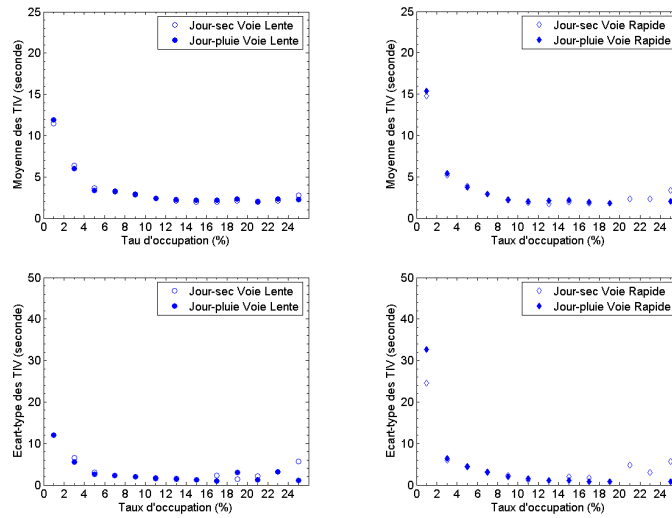 25
20
15
10
5
0
Moyenne des TIV (seconde)
Jour-sec Voie Lente
Jour-pluie Voie Lente
0 2 4 6 8 10 12 14 16 18 20 22 24
Tau d'occupation (%)
25
20
15
10
5
0
Moyenne des TIV (seconde)
Jour-sec Voie Rapide
Jour-pluie Voie Rapide
0 2 4 6 8 10 12 14 16 18 20 22 24
Taux d'occupation (%)
50
40
30
20
10
0
Ecart-type des TIV (seconde)
Jour-sec Voie Lente
Jour-pluie Voie Lente
0 2 4 6 8 10 12 14 16 18 20 22 24
Taux d'occupation (%)
50
40
30
20
10
0
Ecart-type des TIV (seconde)
Jour-sec Voie Rapide
Jour-pluie Voie Rapide
0 2 4 6 8 10 12 14 16 18 20 22 24
Taux d'occupation (%)